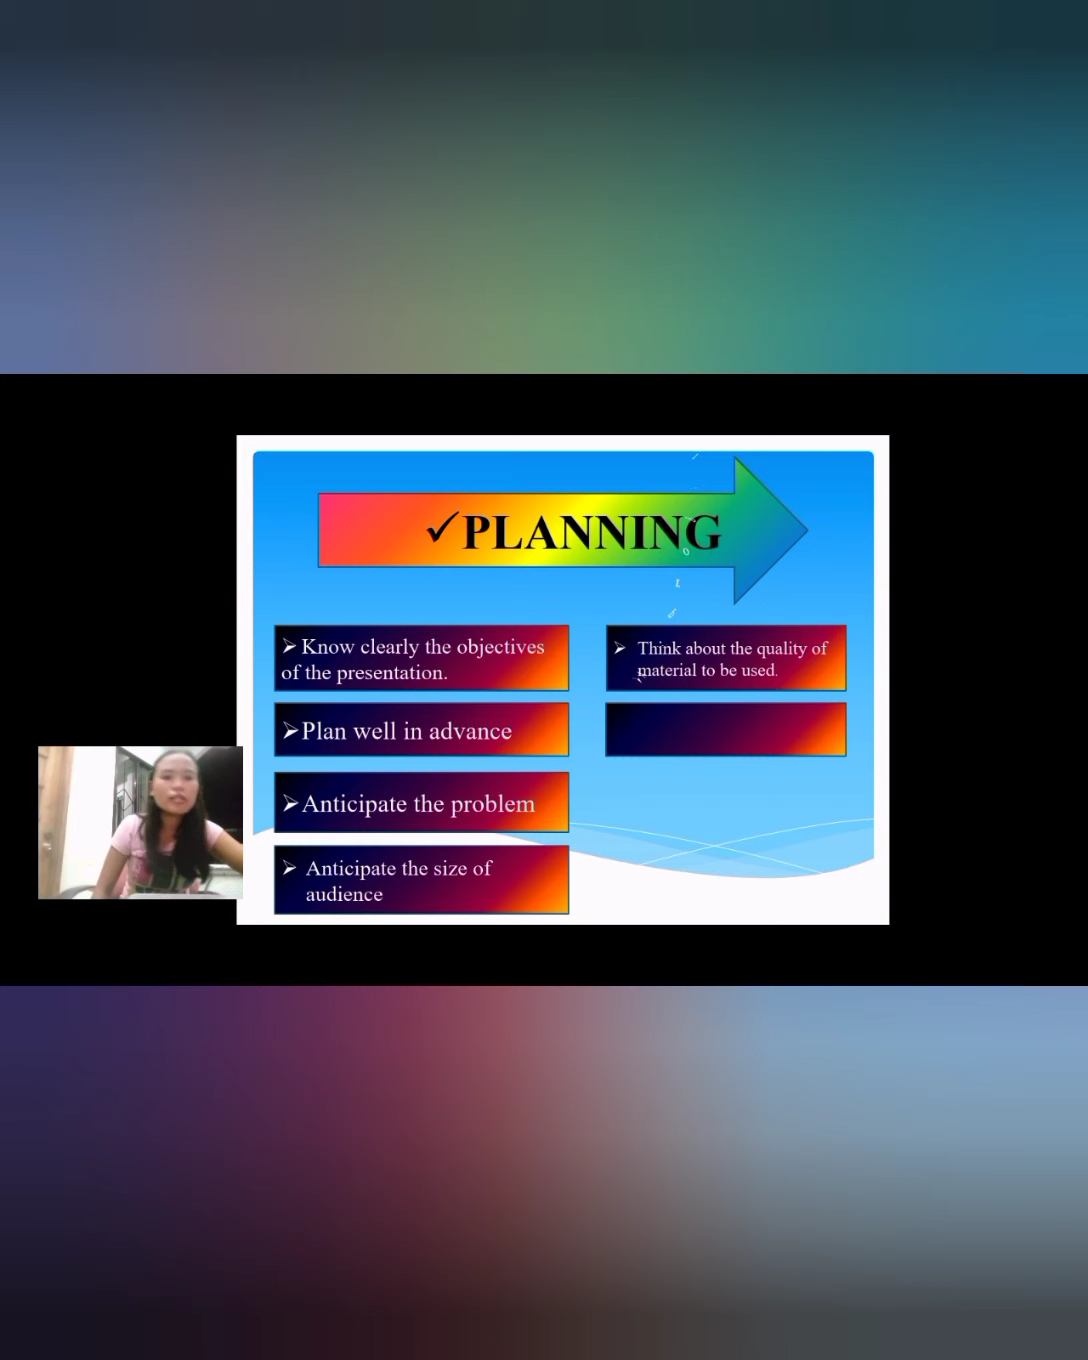 ✓PLANNING
➢Know clearly the objectives
of the presentation.
➢Plan well in advance
➢Anticipate the problem
➢ Anticipate the size of
audience
➢ Think about the quality of
material to be used.